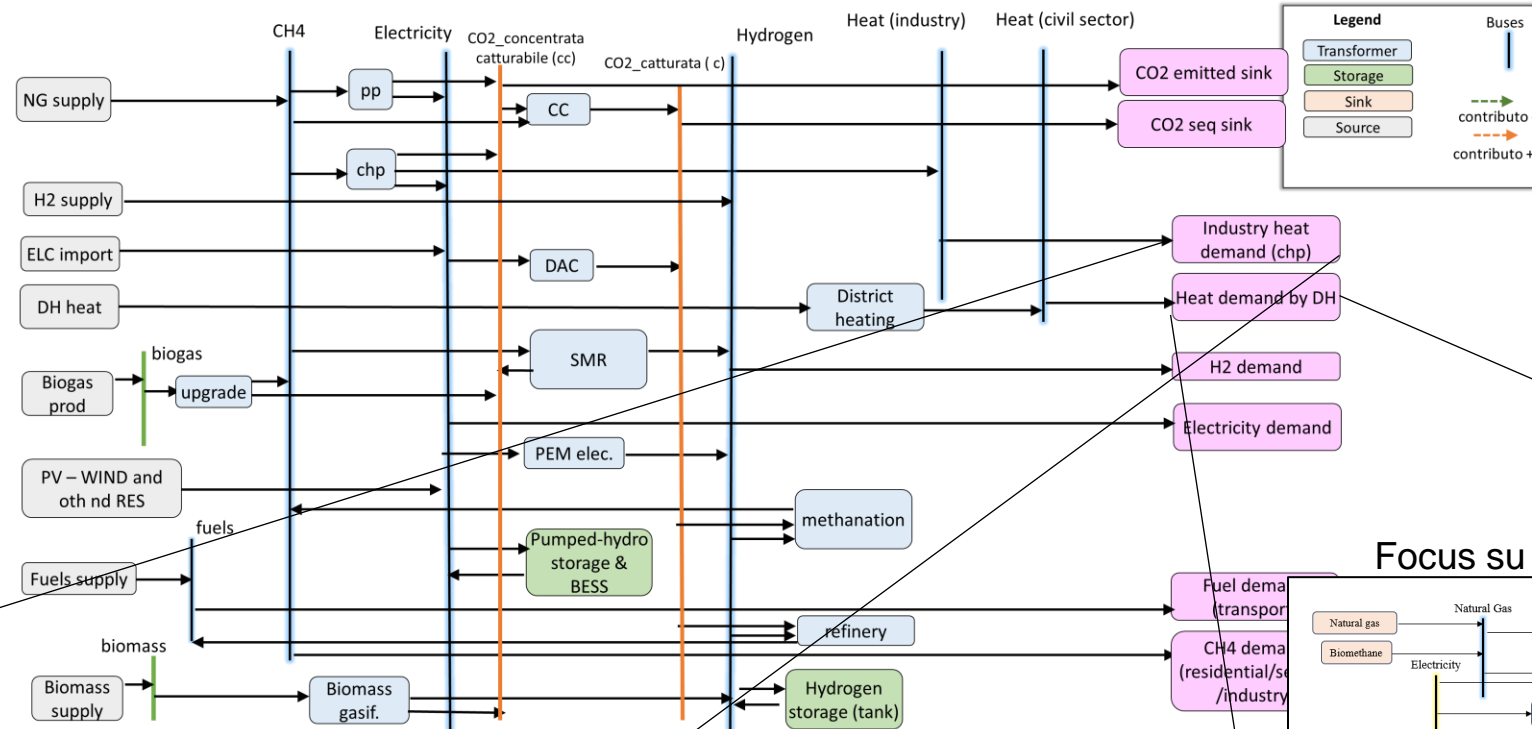 CH4
Electricity
CO2_concentrata
catturabile (cc)
CO2_catturata ( c)
Hydrogen
Heat (industry)
Heat (civil sector)
Legend
Buses
Transformer
Storage
Sink
Source
contributo
contributo +
NG supply
pp
CC
CO2 emitted sink
CO2 seq sink
chp
H2 supply
ELC import
DAC
Industry heat
demand (chp)
DH heat
District
heating
Heat demand by DH
biogas
SMR
Biogas
prod
upgrade
H2 demand
Electricity demand
PEM elec.
PV – WIND and
oth nd RES
methanation
fuels
Pumped-hydro
storage &
BESS
Fuels supply
Focus su
Fuel dema
(transpor
refinery
biomass
CH4 dema
(residential/se
/industry
Biomass
supply
Biomass
gasif.
Hydrogen
storage (tank)
Natural Gas
Natural gas
Biomethane
Electricity